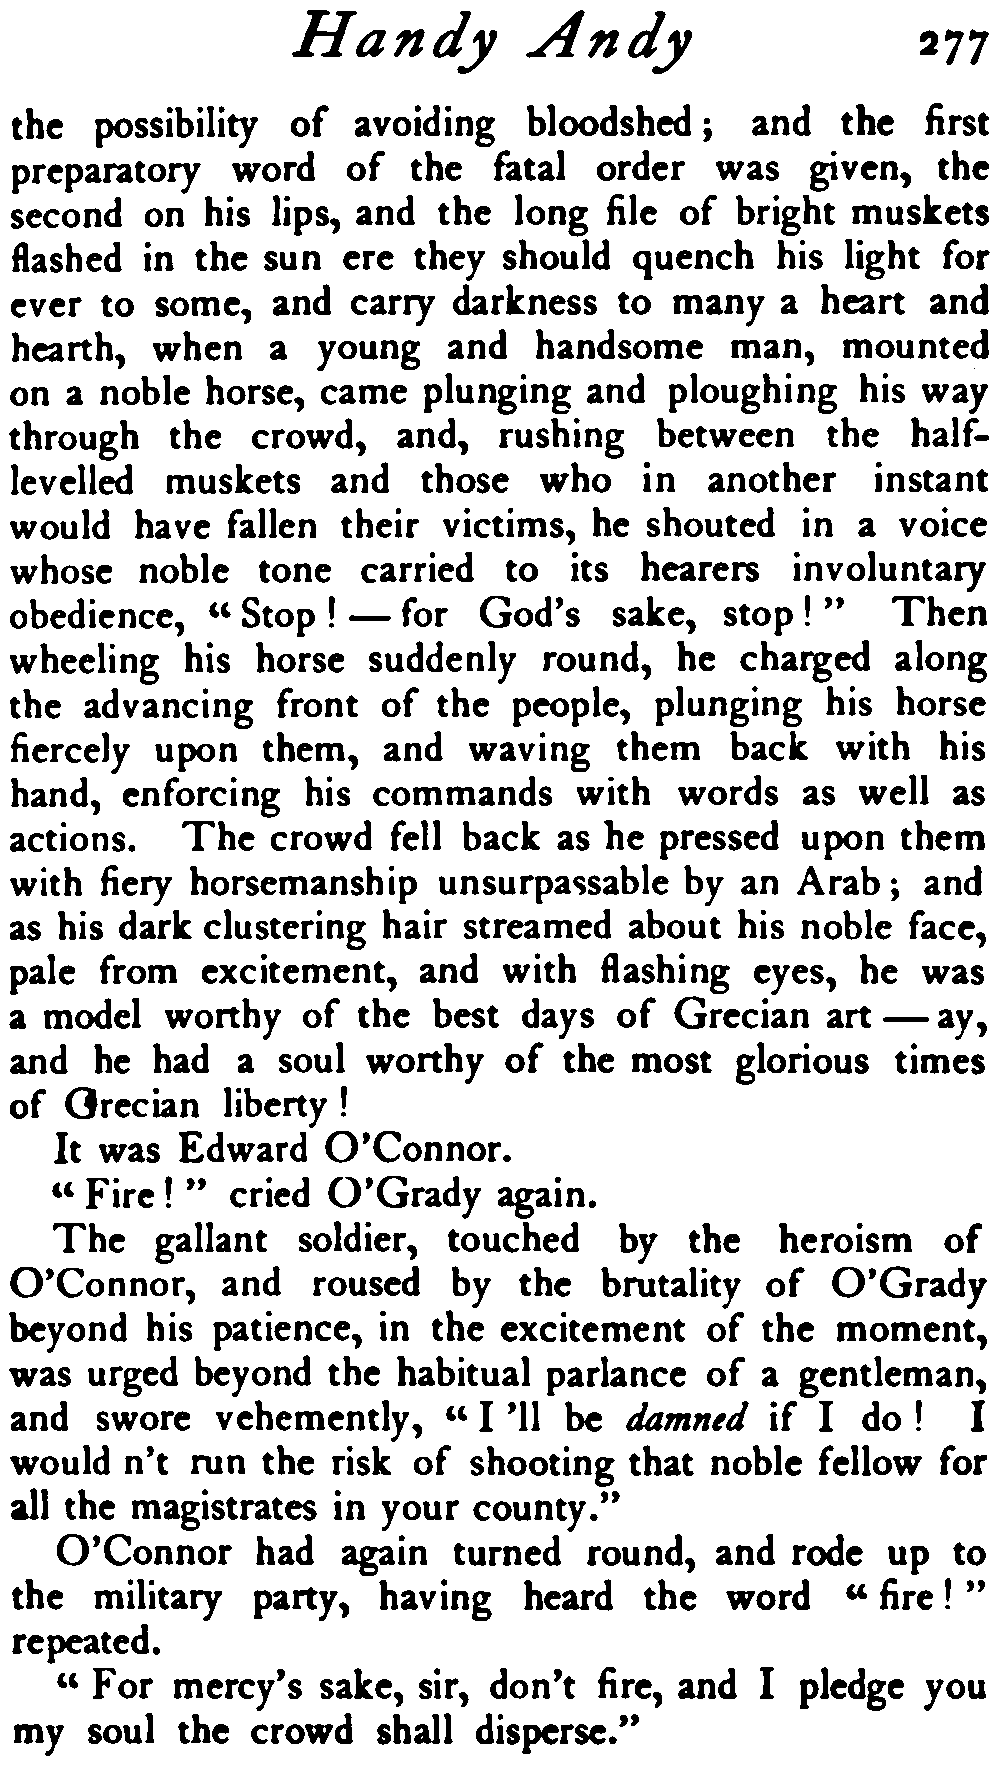 Handy Andy 277
the possibility of avoiding bloodshed; and the first
preparatory word of the fatal order was given, the
second on his lips, and the long file of bright muskets
flashed in the sun ere they should quench his light for
ever to some, and carry darkness to many a heart and
hearth, when a young and handsome man, mounted
on a noble horse, came plunging and ploughing his way
through the crowd, and, rushing between the half-
levelled muskets and those who in another instant
would have fallen their victims, he shouted in a voice
whose noble tone carried to its hearers involuntary
obedience, "Stop! — for God's sake, stop!" Then
wheeling his horse suddenly round, he charged along
the advancing front of the people, plunging his horse
fiercely upon them, and waving them back with his
hand, enforcing his commands with words as well as
actions. The crowd fell back as he pressed upon them
with fiery horsemanship unsurpassable by an Arab; and
as his dark clustering hair streamed about his noble face,
pale from excitement, and with flashing eyes, he was
a model worthy of the best days of Grecian art — ay,
and he had a soul worthy of the most glorious times
of Grecian liberty!
It was Edward O'Connor.
"Fire!" cried O'Grady again.
The gallant soldier, touched by the heroism of
O'Connor, and roused by the brutality of O'Grady
beyond his patience, in the excitement of the moment,
was urged beyond the habitual parlance of a gentleman,
and swore vehemently, "I 'll be damned if I do! I
would n't run the risk of shooting that noble fellow for
all the magistrates in your county."
O'Connor had again turned round, and rode up to
the military party, having heard the word "fire!"
repeated.
"For mercy's sake, sir, don't fire, and I pledge you
my soul the crowd shall disperse."